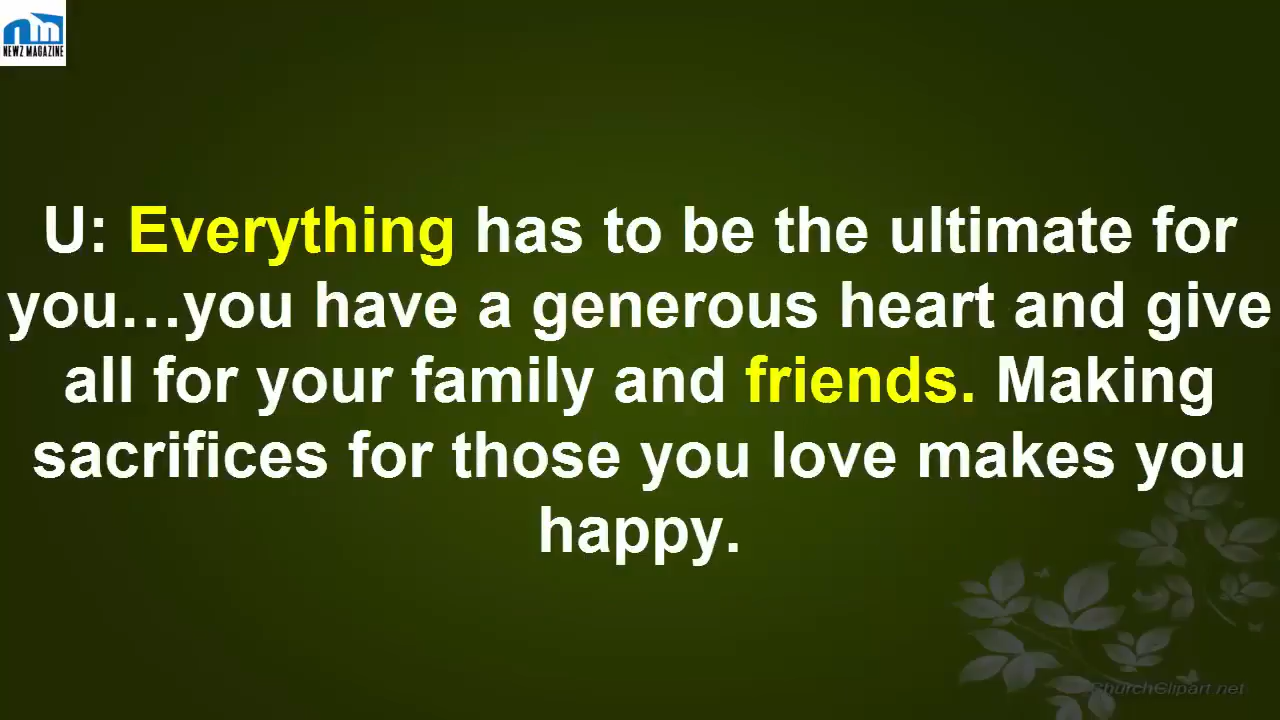 nm
NEWZ MAGAZINE
U: Everything has to be the ultimate for
you…you have a generous heart and give
all for your family and friends. Making
sacrifices for those you love makes you
happy.
ChurchClipart.net